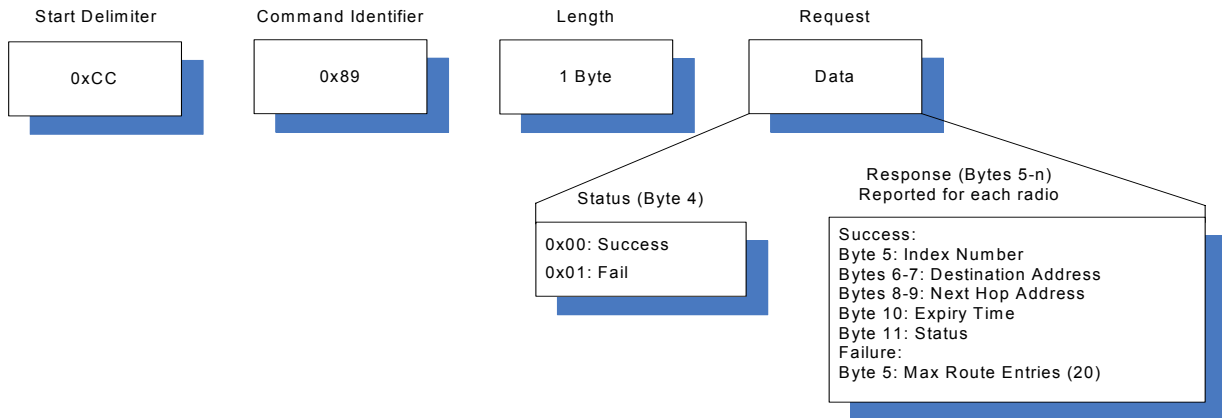 Start Delimiter
Command Identifier
Length
Request
0xCC
0x89
1 Byte
Data
Status (Byte 4)
0x00: Success
0x01: Fail
Response (Bytes 5-n)
Reported for each radio
Success:
Byte 5: Index Number
Bytes 6-7: Destination Address
Bytes 8-9: Next Hop Address
Byte 10: Expiry Time
Byte 11: Status
Failure:
Byte 5: Max Route Entries (20)